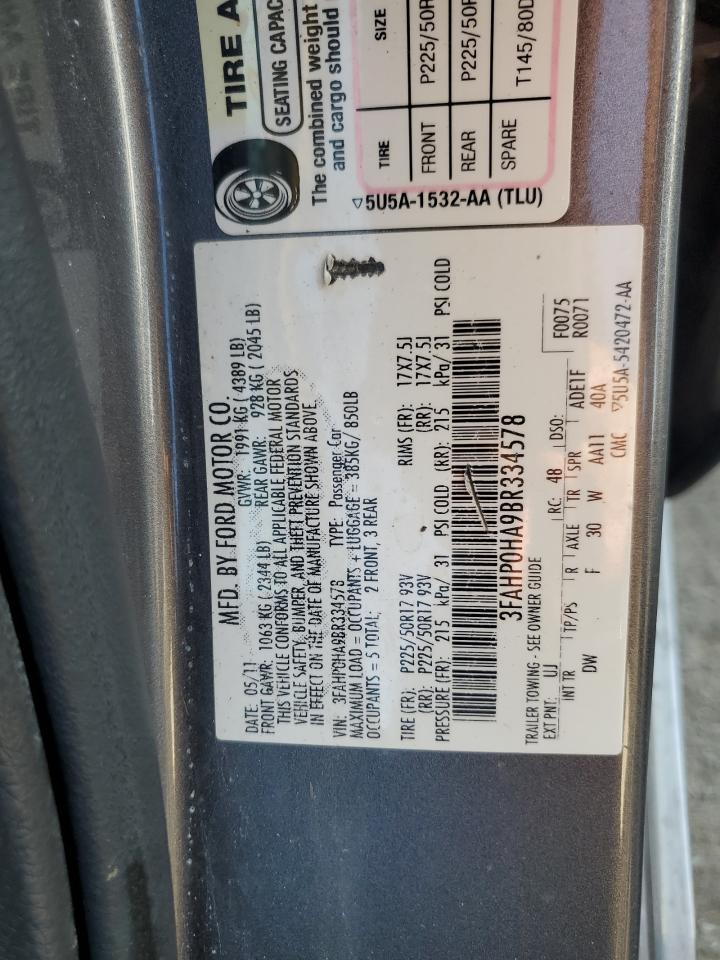 TIRE A
SEATING CAPAC
The combined weight
and cargo should
TIRE SIZE
FRONT P225/50R
REAR P225/50R
SPARE T145/80D
5U5A-1532-AA (TLU)
MFD. BY FORD MOTOR CO.
DATE: 05/11 GVWR: 1991 KG ( 4389 LB)
FRONT GAWR: 1063 KG ( 2344 LB) REAR GAWR: 928 KG ( 2045 LB)
THIS VEHICLE CONFORMS TO ALL APPLICABLE FEDERAL MOTOR
VEHICLE SAFETY, BUMPER, AND THEFT PREVENTION STANDARDS
IN EFFECT ON THE DATE OF MANUFACTURE SHOWN ABOVE.
VIN: 3FAHP0HA9BR334578 TYPE: Passenger Car
MAXIMUM LOAD = OCCUPANTS + LUGGAGE = 385KG/ 850LB
OCCUPANTS = 5 TOTAL: 2 FRONT, 3 REAR
TIRE (FR): P225/50R17 93V RIMS (FR): 17X7.5J
(RR): P225/50R17 93V (RR): 17X7.5J
PRESSURE (FR): 215 kPa/ 31 PSI COLD (RR): 215 kPa/ 31 PSI COLD
3FAHP0HA9BR334578
TRAILER TOWING - SEE OWNER GUIDE F0075
EXT PNT: UJ RC: 48 DSO: R0071
INT TR TP/PS R AXLE TR SPR ADE1F
DW F 30 W AA11 40A
CMC 5U5A-5420472-AA